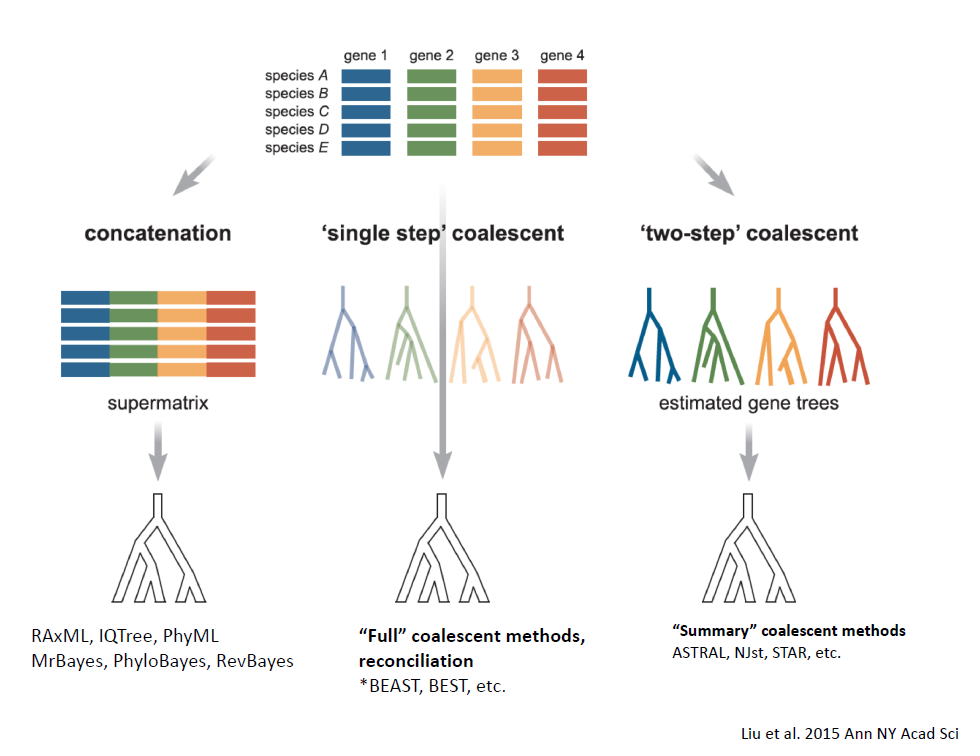 gene 1 gene 2 gene 3 gene 4
species A
species B
species C
species D
species E
concatenation
‘single step’ coalescent
‘two-step’ coalescent
supermatrix
estimated gene trees
RAxML, IQTree, PhyML
MrBayes, PhyloBayes, RevBayes
“Full” coalescent methods,
reconciliation
*BEAST, BEST, etc.
“Summary” coalescent methods
ASTRAL, NJst, STAR, etc.
Liu et al. 2015 Ann NY Acad Sci